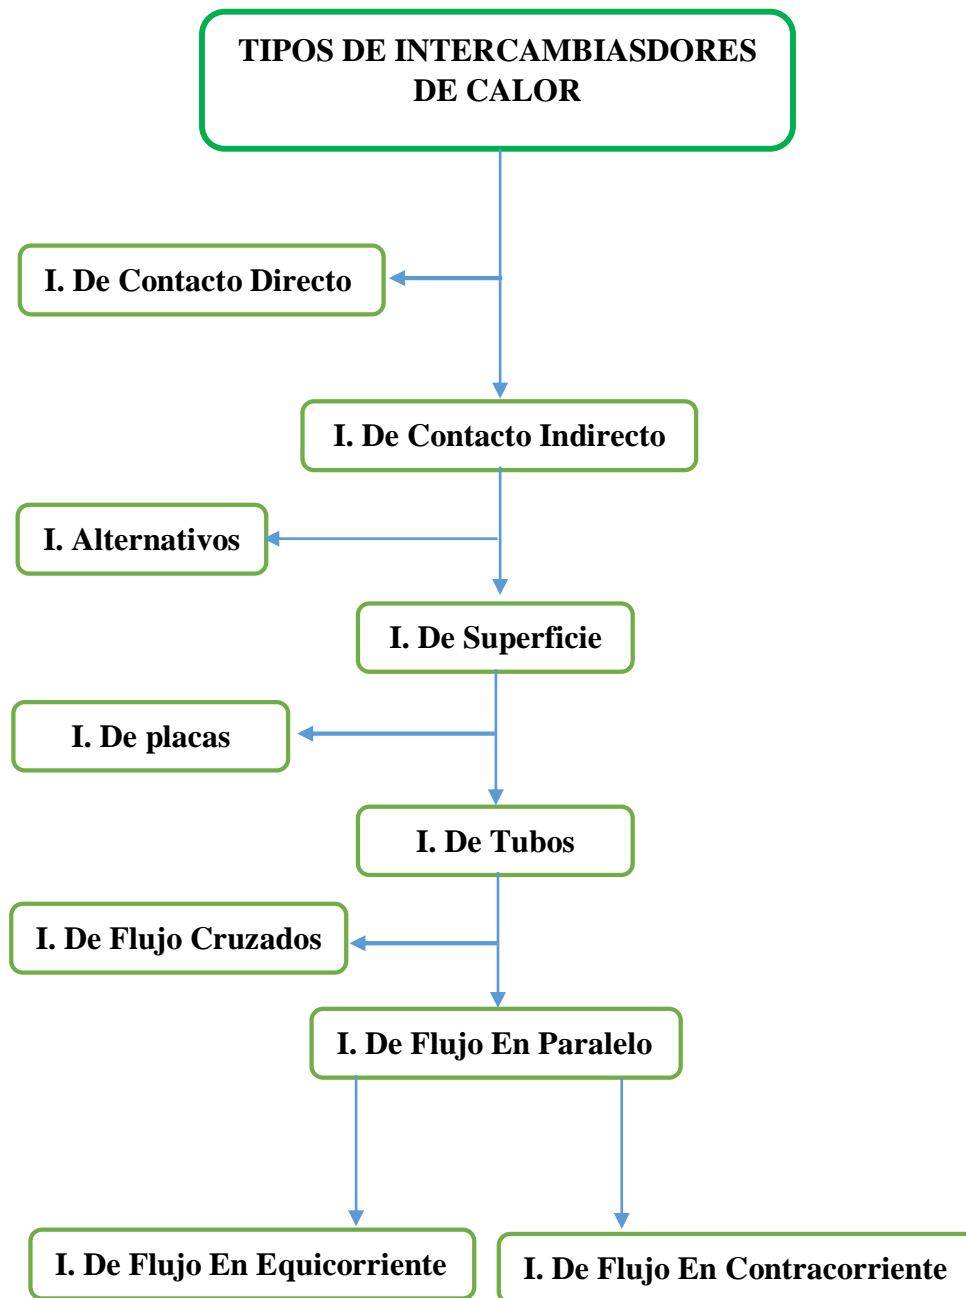 TIPOS DE INTERCAMBIASDORES
DE CALOR
I. De Contacto Directo
I. De Contacto Indirecto
I. Alternativos
I. De Superficie
I. De placas
I. De Tubos
I. De Flujo Cruzados
I. De Flujo En Paralelo
I. De Flujo En Equicorriente
I. De Flujo En Contracorriente